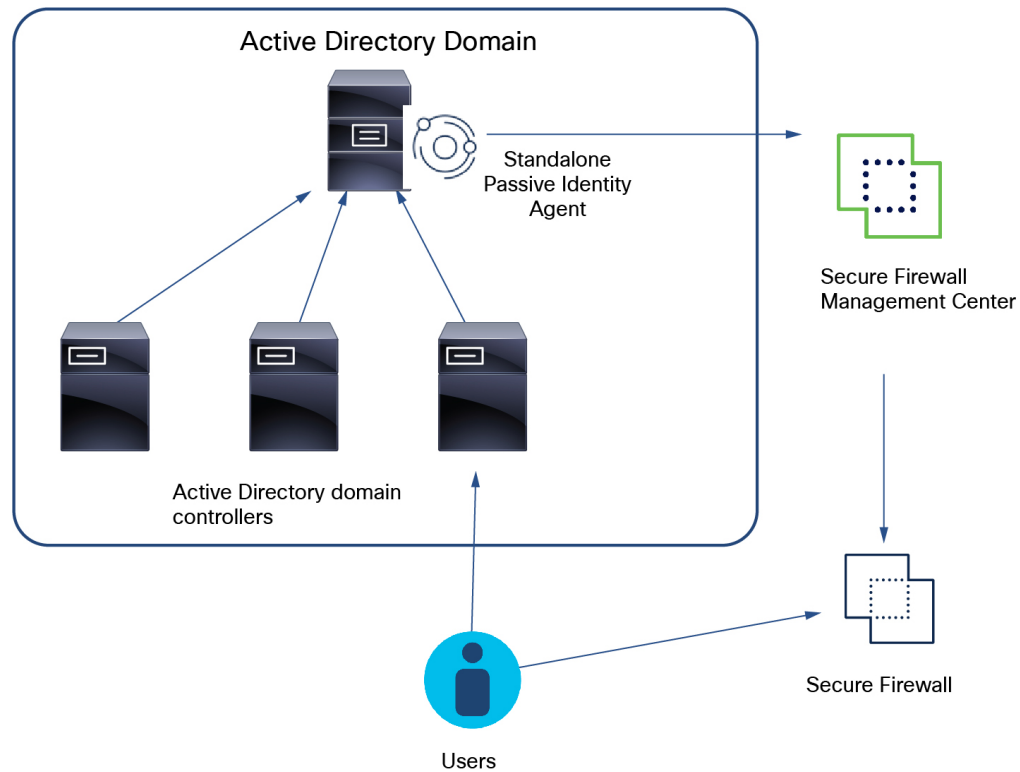 Active Directory Domain
Standalone
Passive Identity
Agent
Secure Firewall
Management Center
Active Directory domain
controllers
Secure Firewall
Users